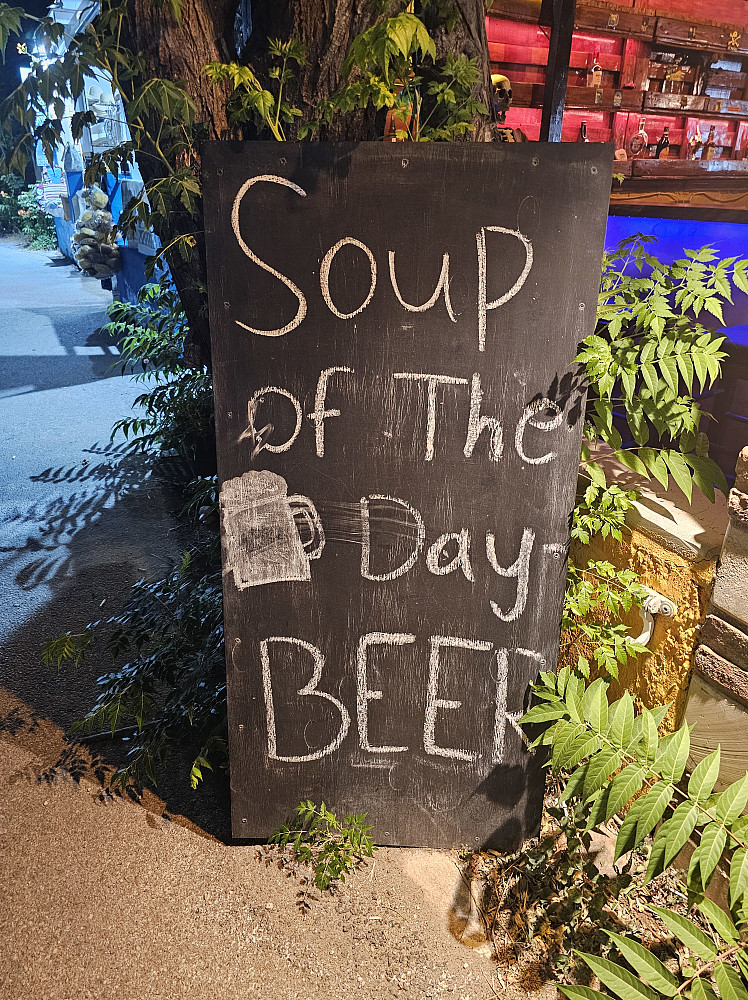 Soup
of The
Day-
BEER